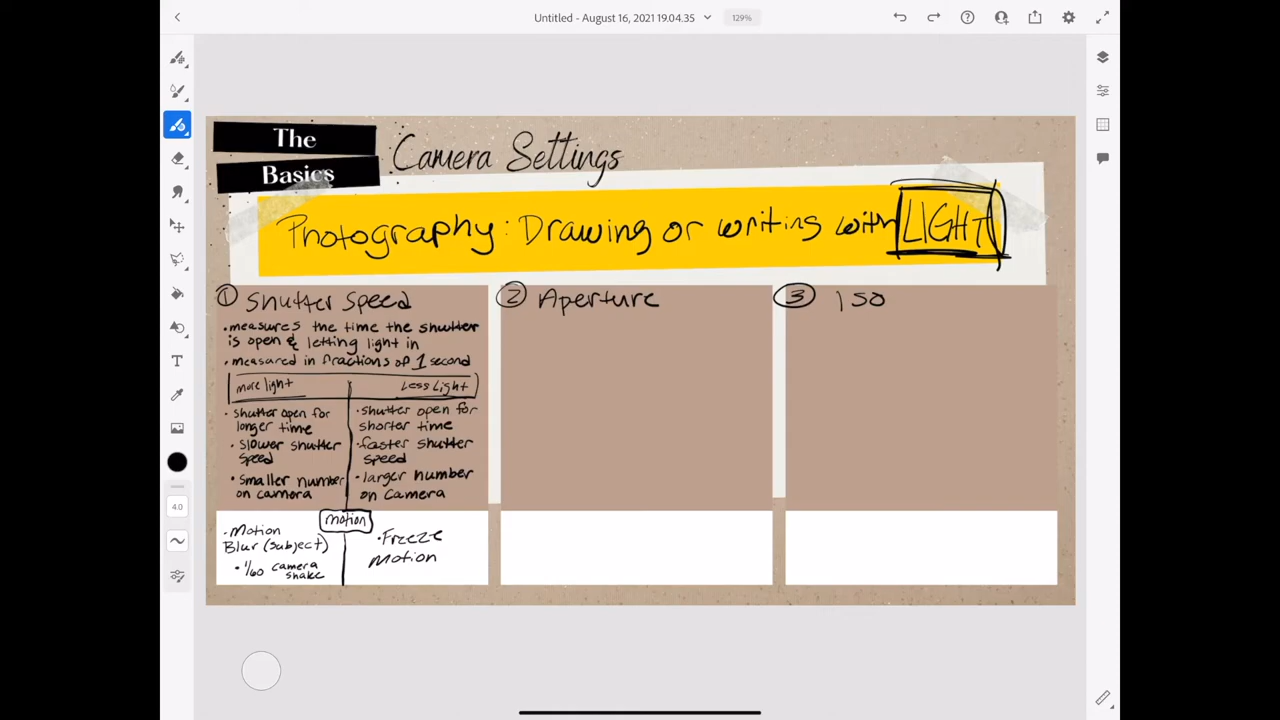 Untitled - August 16, 2021 19.04.35
129%
The
Basics
Camera Settings
Photography: Drawing or writing with LIGHT
1 Shutter Speed
• measures the time the shutter
is open & letting light in
• measured in fractions of 1 second
more light
Less Light
• shutter open for
longer time
• slower shutter
speed
• smaller number
on camera
• shutter open for
shorter time
• faster shutter
speed
• larger number
on camera
motion
• Motion
Blur (subject)
• 1/60 camera
shake
• Freeze
Motion
2 Aperture
3 ISO
4.0